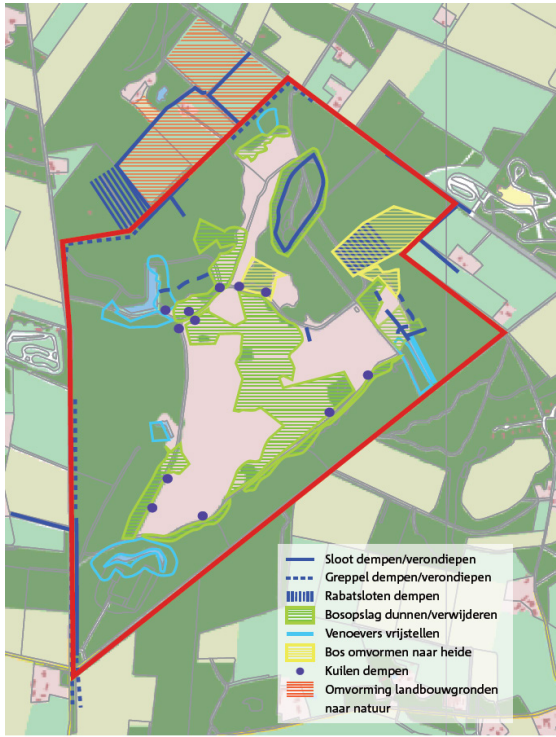 Sloot dempen/verondiepen
Greppel dempen/verondiepen
Rabatsloten dempen
Bosopslag dunnen/verwijderen
Venoevers vrijstellen
Bos omvormen naar heide
Kuilen dempen
Omvorming landbouwgronden
naar natuur